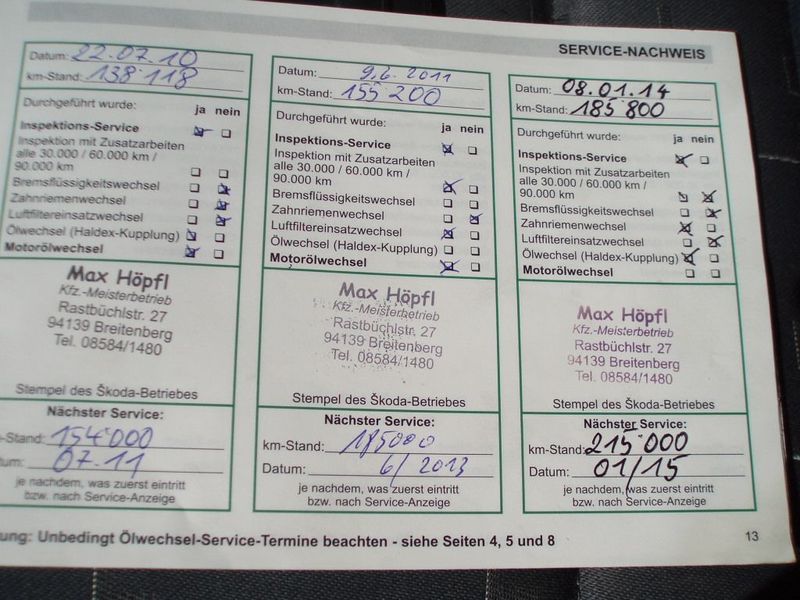 SERVICE-NACHWEIS
Datum: 22.07.10
km-Stand: 138 118
Durchgeführt wurde: ja nein
Inspektions-Service
Inspektion mit Zusatzarbeiten
alle 30.000 / 60.000 km /
90.000 km
Bremsflüssigkeitswechsel
Zahnriemenwechsel
Luftfiltereinsatzwechsel
Ölwechsel (Haldex-Kupplung)
Motorölwechsel
Max Höpfl
Kfz.-Meisterbetrieb
Rastbüchlstr. 27
94139 Breitenberg
Tel. 08584/1480
Stempel des Škoda-Betriebes
Nächster Service:
-Stand: 154 000
tum: 07.11
je nachdem, was zuerst eintritt
bzw. nach Service-Anzeige
Datum: 9.6.2011
km-Stand: 155 200
Durchgeführt wurde: ja nein
Inspektions-Service
Inspektion mit Zusatzarbeiten
alle 30.000 / 60.000 km /
90.000 km
Bremsflüssigkeitswechsel
Zahnriemenwechsel
Luftfiltereinsatzwechsel
Ölwechsel (Haldex-Kupplung)
Motorölwechsel
Max Höpfl
Kfz.-Meisterbetrieb
Rastbüchlstr. 27
94139 Breitenberg
Tel. 08584/1480
Stempel des Škoda-Betriebes
Nächster Service:
km-Stand: 185000
Datum: 6/2013
je nachdem, was zuerst eintritt
bzw. nach Service-Anzeige
Datum: 08.01.14
km-Stand: 185 800
Durchgeführt wurde: ja nein
Inspektions-Service
Inspektion mit Zusatzarbeiten
alle 30.000 / 60.000 km /
90.000 km
Bremsflüssigkeitswechsel
Zahnriemenwechsel
Luftfiltereinsatzwechsel
Ölwechsel (Haldex-Kupplung)
Motorölwechsel
Max Höpfl
Kfz.-Meisterbetrieb
Rastbüchlstr. 27
94139 Breitenberg
Tel. 08584/1480
Stempel des Škoda-Betriebes
Nächster Service:
km-Stand: 215 000
Datum: 01/15
je nachdem, was zuerst eintritt
bzw. nach Service-Anzeige
ung: Unbedingt Ölwechsel-Service-Termine beachten - siehe Seiten 4, 5 und 8
13